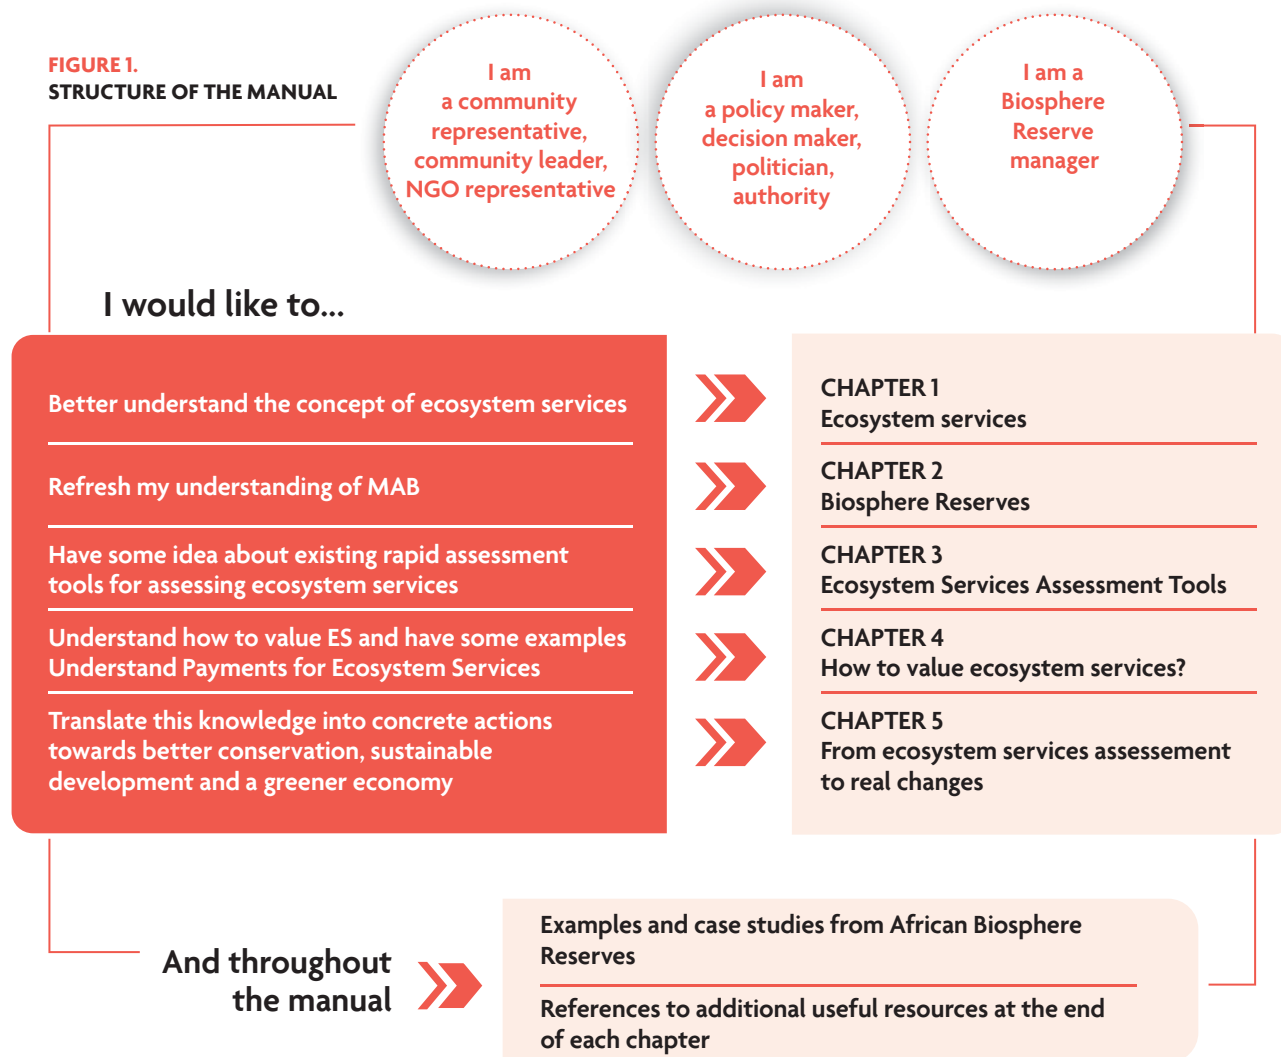 FIGURE 1.
STRUCTURE OF THE MANUAL
I am
a community
representative,
community leader,
NGO representative
I am
a policy maker,
decision maker,
politician,
authority
I am a
Biosphere
Reserve
manager
I would like to...
Better understand the concept of ecosystem services
CHAPTER 1
Ecosystem services
Refresh my understanding of MAB
CHAPTER 2
Biosphere Reserves
Have some idea about existing rapid assessment
tools for assessing ecosystem services
CHAPTER 3
Ecosystem Services Assessment Tools
Understand how to value ES and have some examples
Understand Payments for Ecosystem Services
CHAPTER 4
How to value ecosystem services?
Translate this knowledge into concrete actions
towards better conservation, sustainable
development and a greener economy
CHAPTER 5
From ecosystem services assessement
to real changes
And throughout
the manual
Examples and case studies from African Biosphere
Reserves
References to additional useful resources at the end
of each chapter